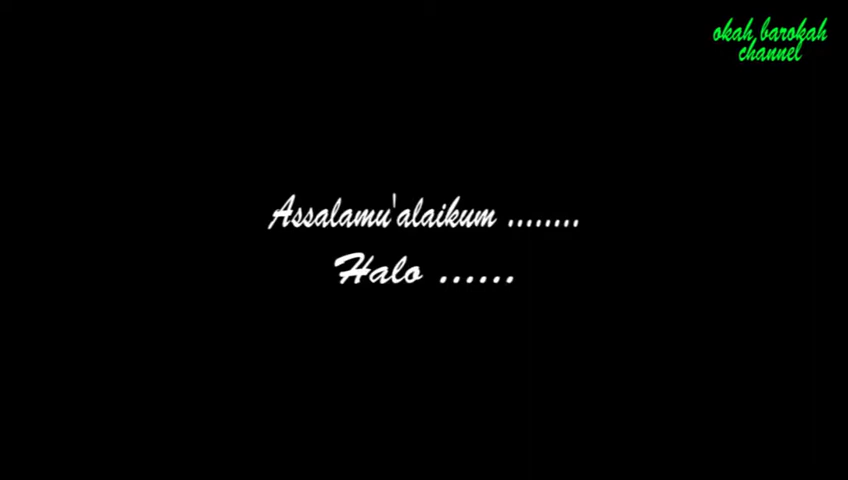 okah barokah
channel
Assalamu'alaikum ........
Halo ......